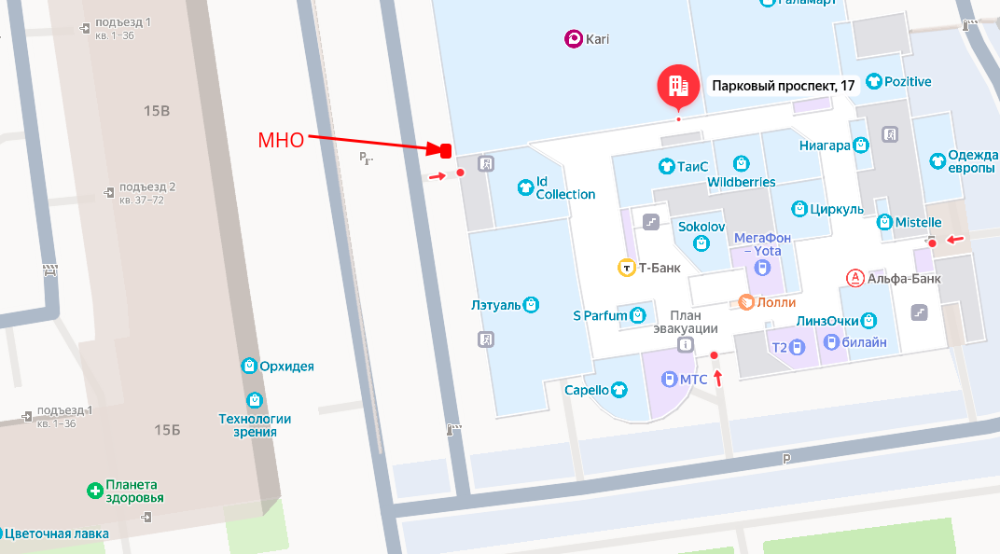 подъезд 1
кв. 1–36
Галамарт
Kari
Парковый проспект, 17
Pozitive
15В
МНО
Р
Ниагара
Одежда
европы
ТаиС
Wildberries
Id
Collection
подъезд 2
кв. 37–72
Циркуль
Mistelle
Sokolov
МегаФон
– Yota
Т-Банк
Альфа-Банк
Лэтуаль
S Parfum
План
эвакуации
Лолли
ЛинзОчки
Т2
билайн
Орхидея
Capello
МТС
Технологии
зрения
подъезд 1
кв. 1–36
15Б
P
Планета
здоровья
Цветочная лавка